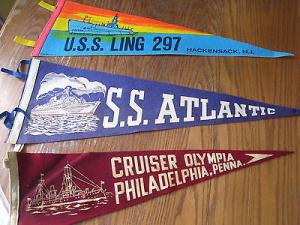 U.S.S. LING 297
HACKENSACK, N.J.
S.S. ATLANTIC
CRUISER OLYMPIA
PHILADELPHIA, PENNA.